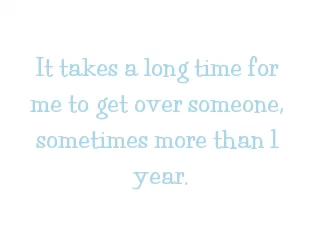 It takes a long time for
me to get over someone,
sometimes more than 1
year.